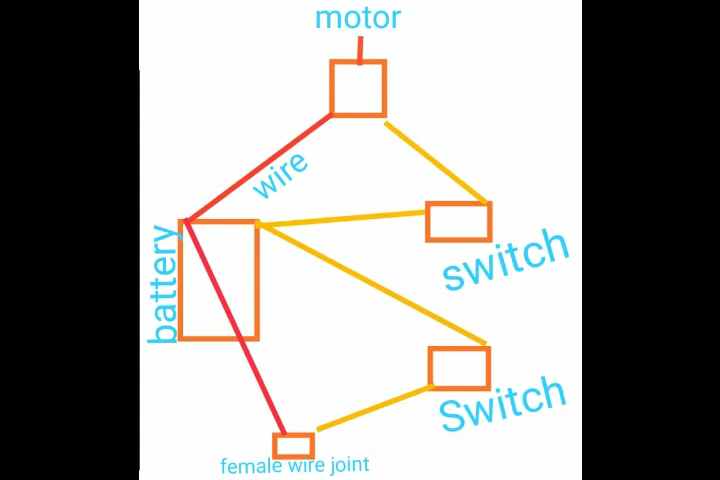 motor
wire
battery
switch
Switch
female wire joint